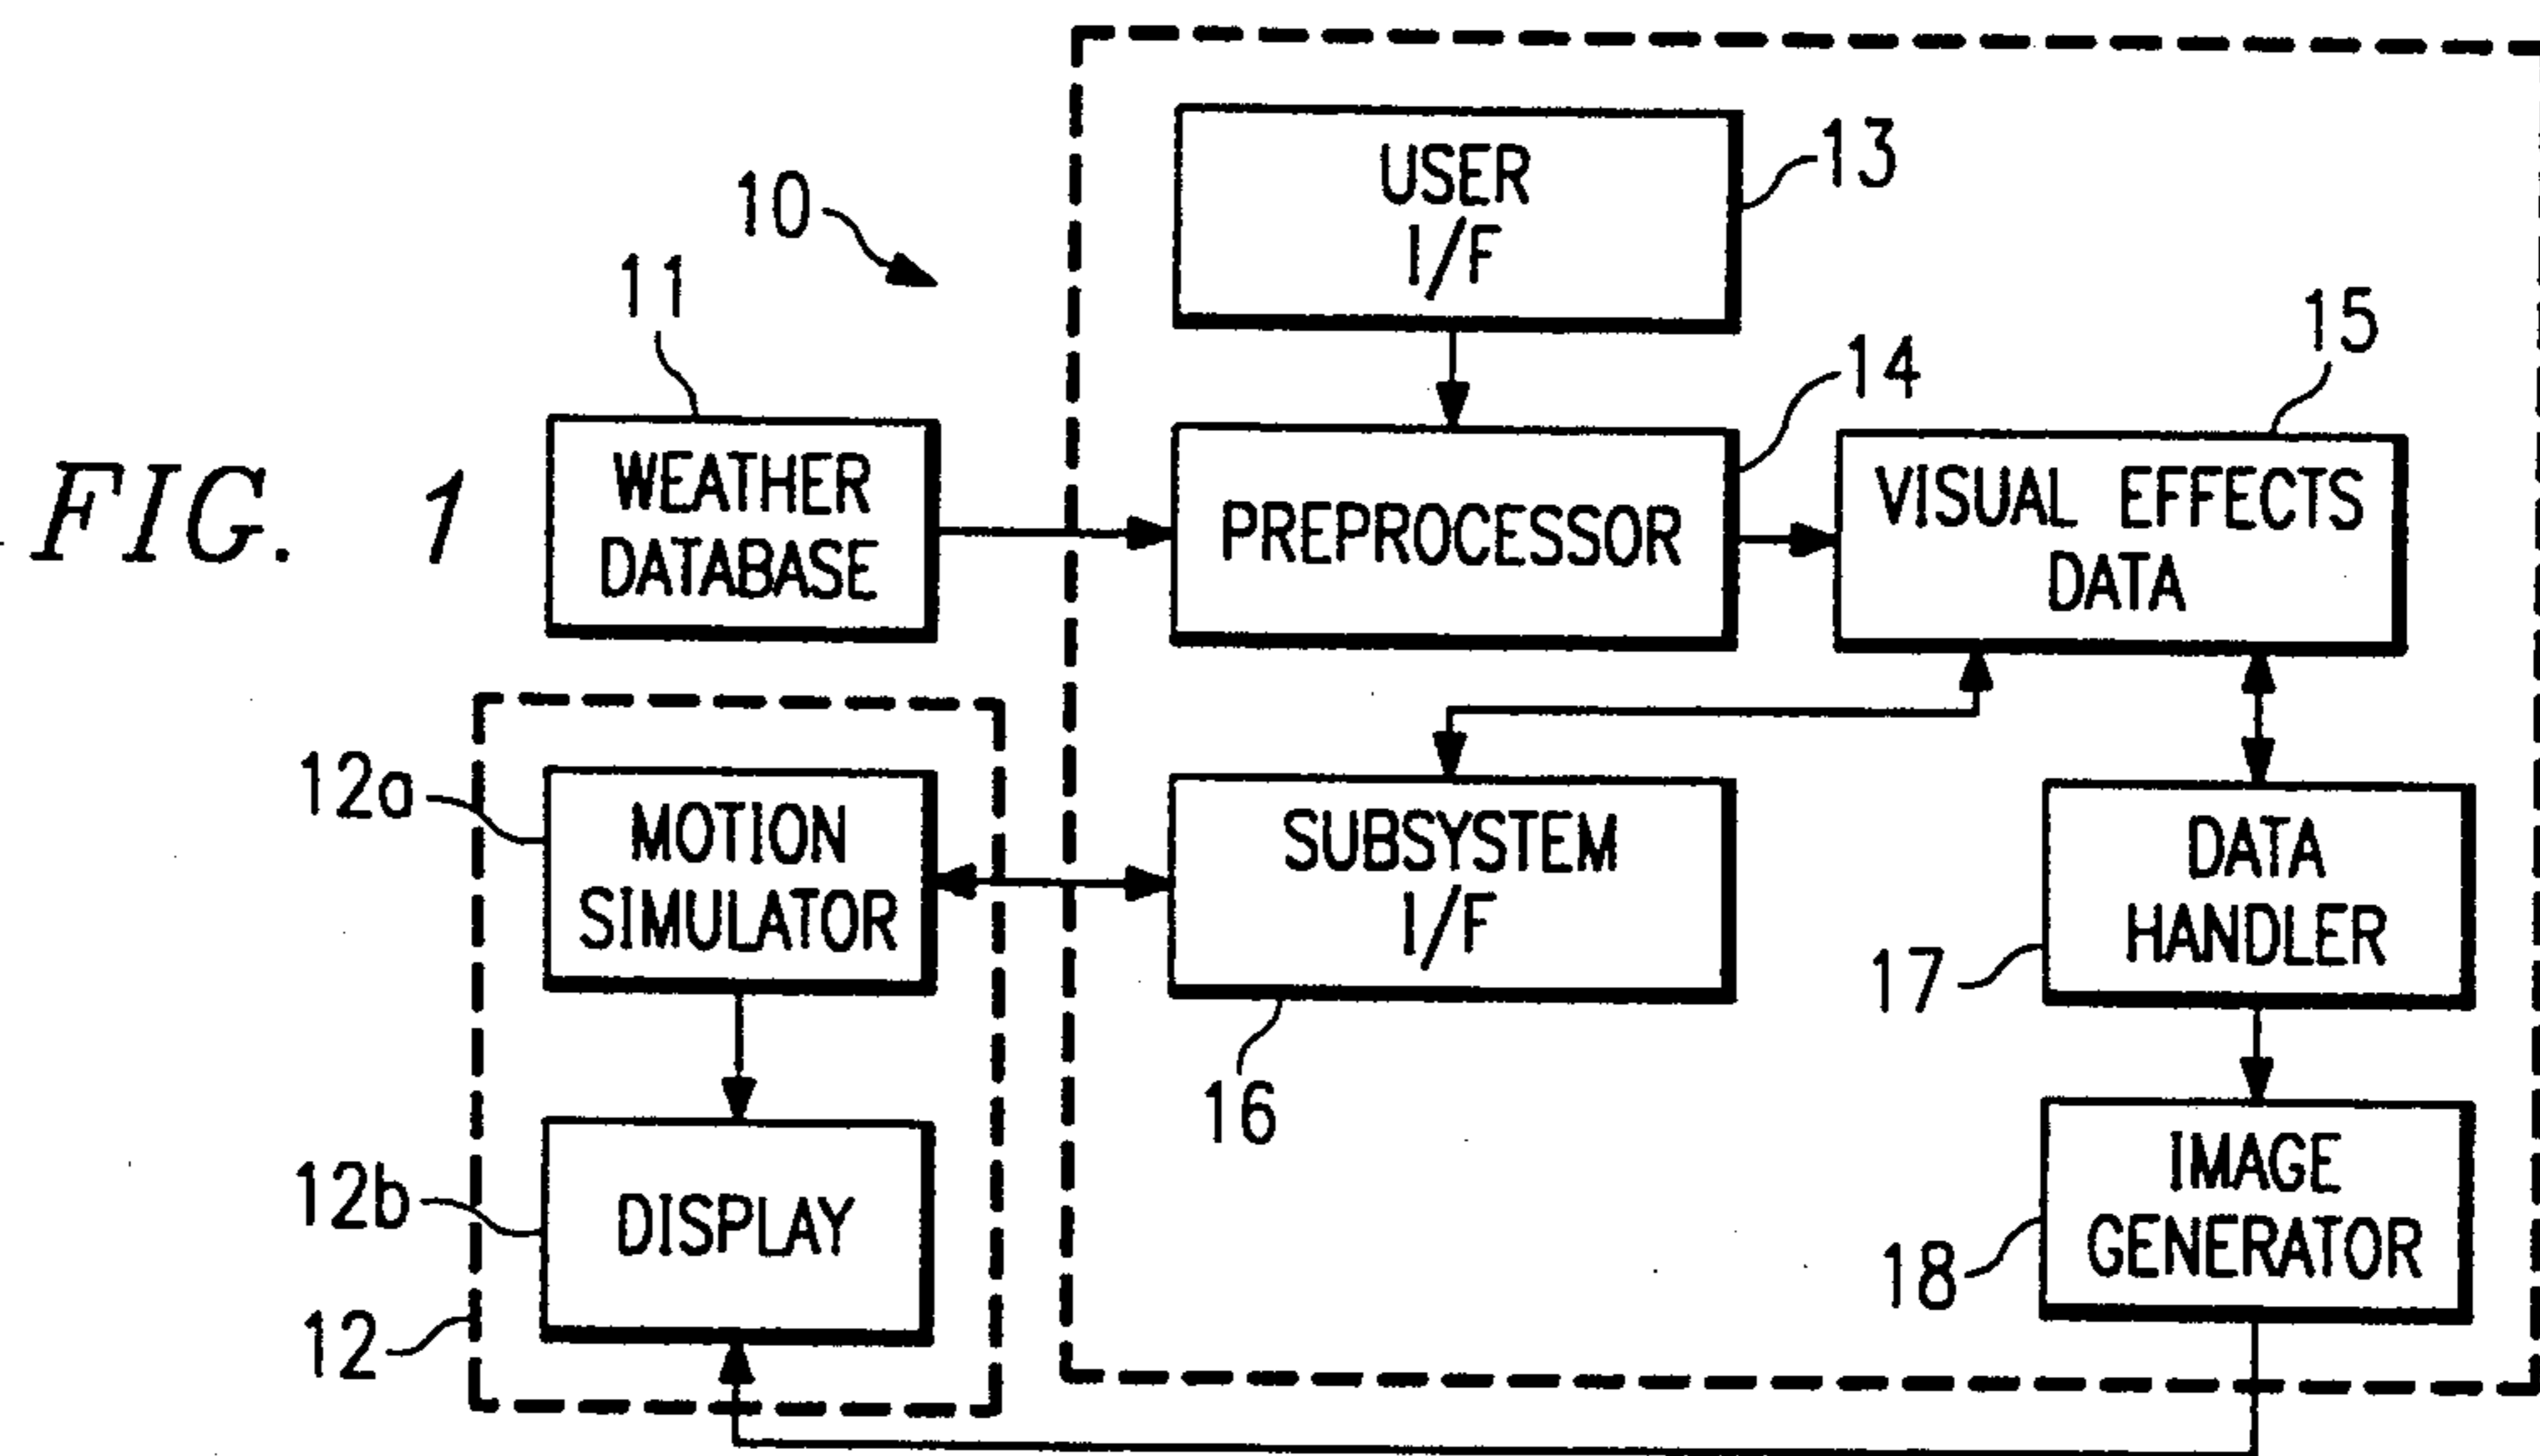 FIG. 1
10
11
WEATHER
DATABASE
USER
I/F
13
PREPROCESSOR
14
VISUAL EFFECTS
DATA
15
12a
MOTION
SIMULATOR
SUBSYSTEM
I/F
16
DATA
HANDLER
17
12b
DISPLAY
12
IMAGE
GENERATOR
18